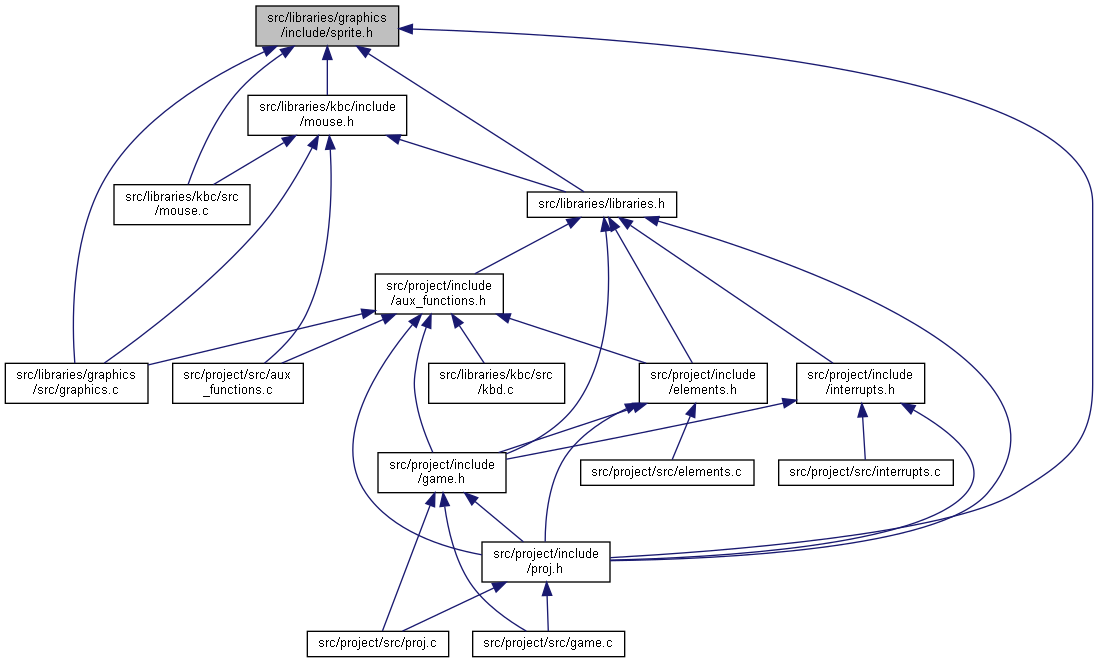 src/libraries/graphics
/include/sprite.h
src/libraries/kbc/include
/mouse.h
src/libraries/kbc/src
/mouse.c
src/libraries/libraries.h
src/project/include
/aux_functions.h
src/libraries/graphics
/src/graphics.c
src/project/src/aux
_functions.c
src/libraries/kbc/src
/kbd.c
src/project/include
/elements.h
src/project/include
/interrupts.h
src/project/include
/game.h
src/project/src/elements.c
src/project/src/interrupts.c
src/project/include
/proj.h
src/project/src/proj.c
src/project/src/game.c